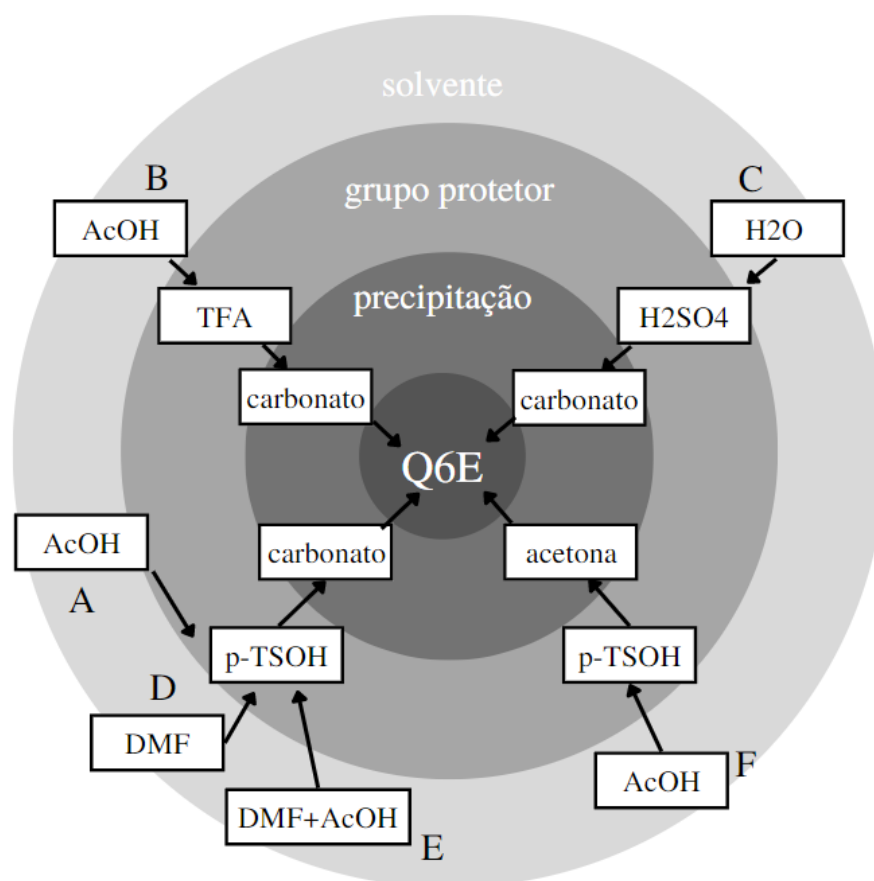 solvente
B
C
grupo protetor
AcOH
H2O
precipitação
TFA
H2SO4
carbonato
carbonato
Q6E
AcOH
carbonato
acetona
A
p-TSOH
p-TSOH
D
DMF
AcOH
F
DMF+AcOH
E